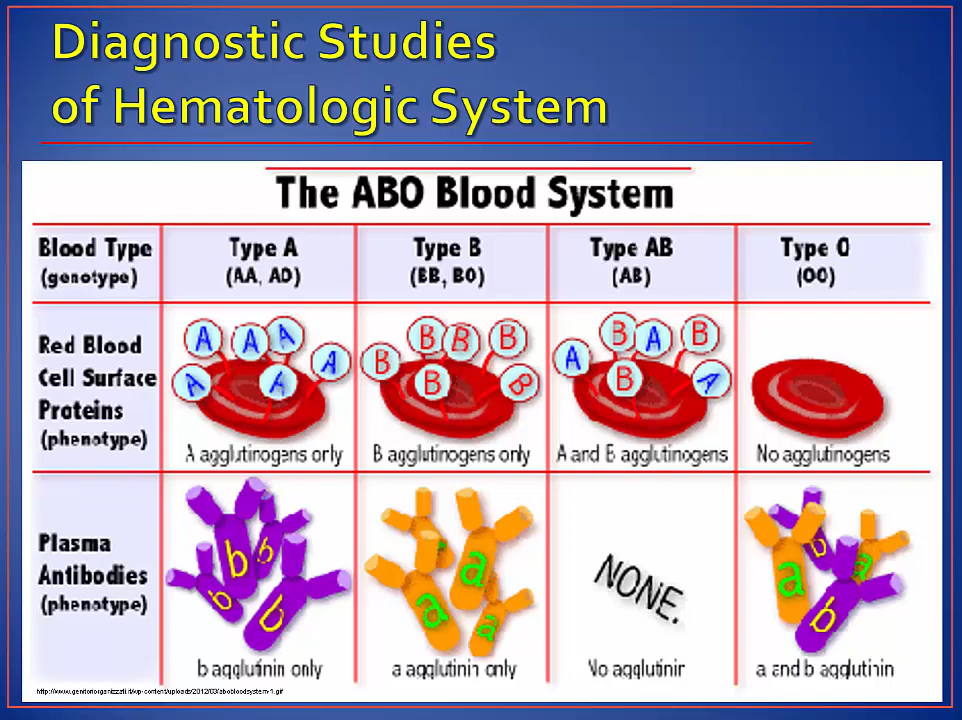 Diagnostic Studies
of Hematologic System
The ABO Blood System
Blood Type
(genotype)
Type A
(AA, AO)
Type B
(BB, BO)
Type AB
(AB)
Type O
(OO)
Red Blood
Cell Surface
Proteins
(phenotype)
A A A A A A
A agglutinogens only
B B B B B B
B agglutinogens only
B A B A B A
A and B agglutinogens
No agglutinogens
Plasma
Antibodies
(phenotype)
b b b b
b agglutinin only
a a a
a agglutinin only
NONE.
No agglutinin
b a a b
a and b agglutinin